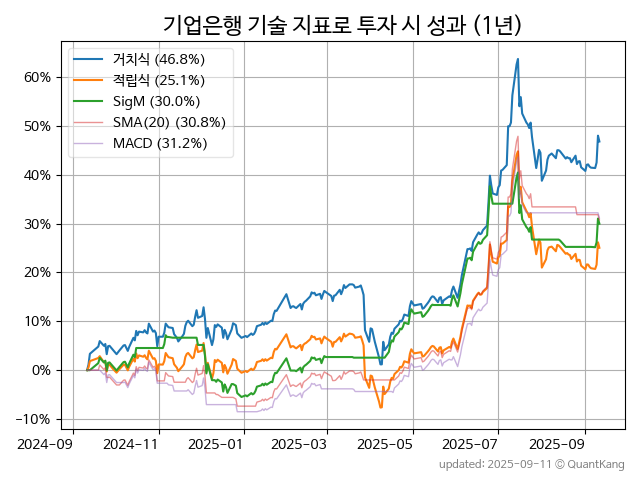 기업은행 기술 지표로 투자 시 성과 (1년)
거치식 (46.8%)
적립식 (25.1%)
SigM (30.0%)
SMA(20) (30.8%)
MACD (31.2%)
60%
50%
40%
30%
20%
10%
0%
−10%
2024-09 2024-11 2025-01 2025-03 2025-05 2025-07 2025-09
updated: 2025-09-11 © QuantKang